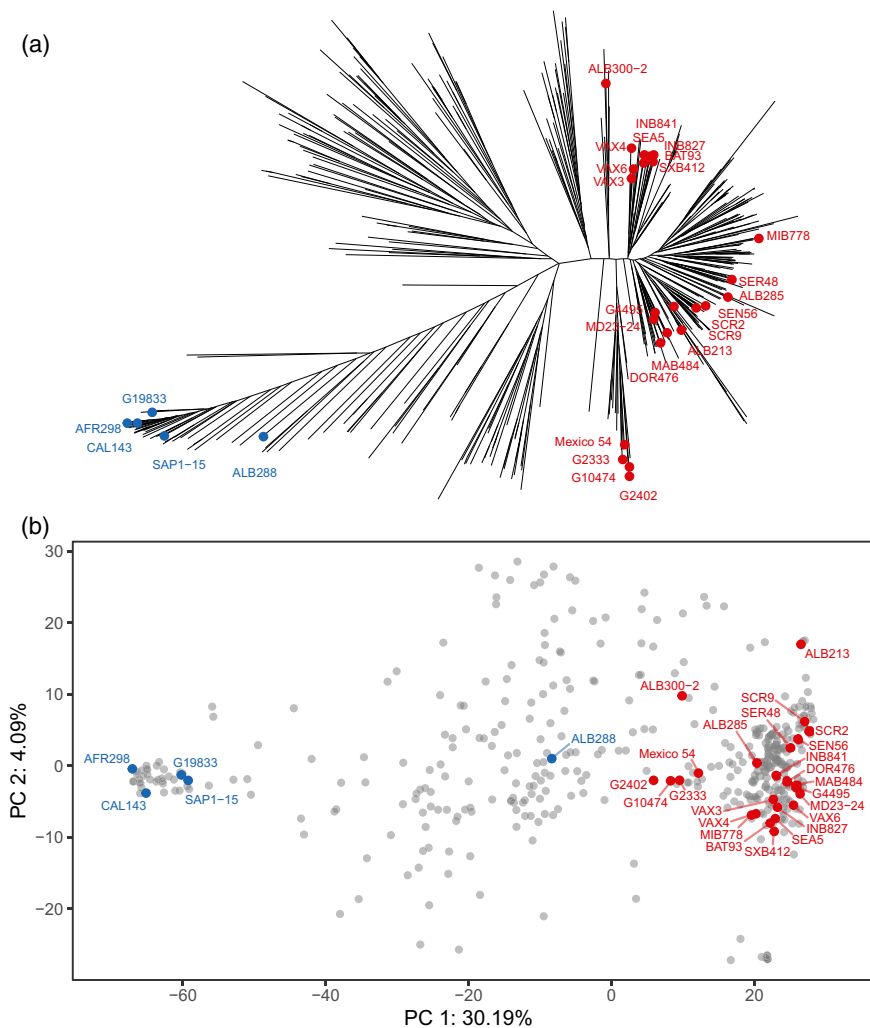 (a)
ALB300−2
INB841
SEA5
VAX4
INB827
BAT93
VAX6
SXB412
VAX3
MIB778
SER48
ALB285
G4495
SEN56
MD23−24
SCR2
SCR9
ALB213
MAB484
DOR476
G19833
AFR298
CAL143
SAP1−15
ALB288
Mexico 54
G2333
G10474
G2402
(b)
30
20
10
0
−10
−20
PC 2: 4.09%
ALB213
ALB300−2
SCR9
SER48
SCR2
ALB285
SEN56
ALB288
INB841
Mexico 54
DOR476
AFR298
G19833
MAB484
G2402
G4495
CAL143
SAP1−15
G10474
G2333
MD23−24
VAX3
VAX6
VAX4
INB827
MIB778
SEA5
BAT93
SXB412
−60
−40
−20
0
20
PC 1: 30.19%